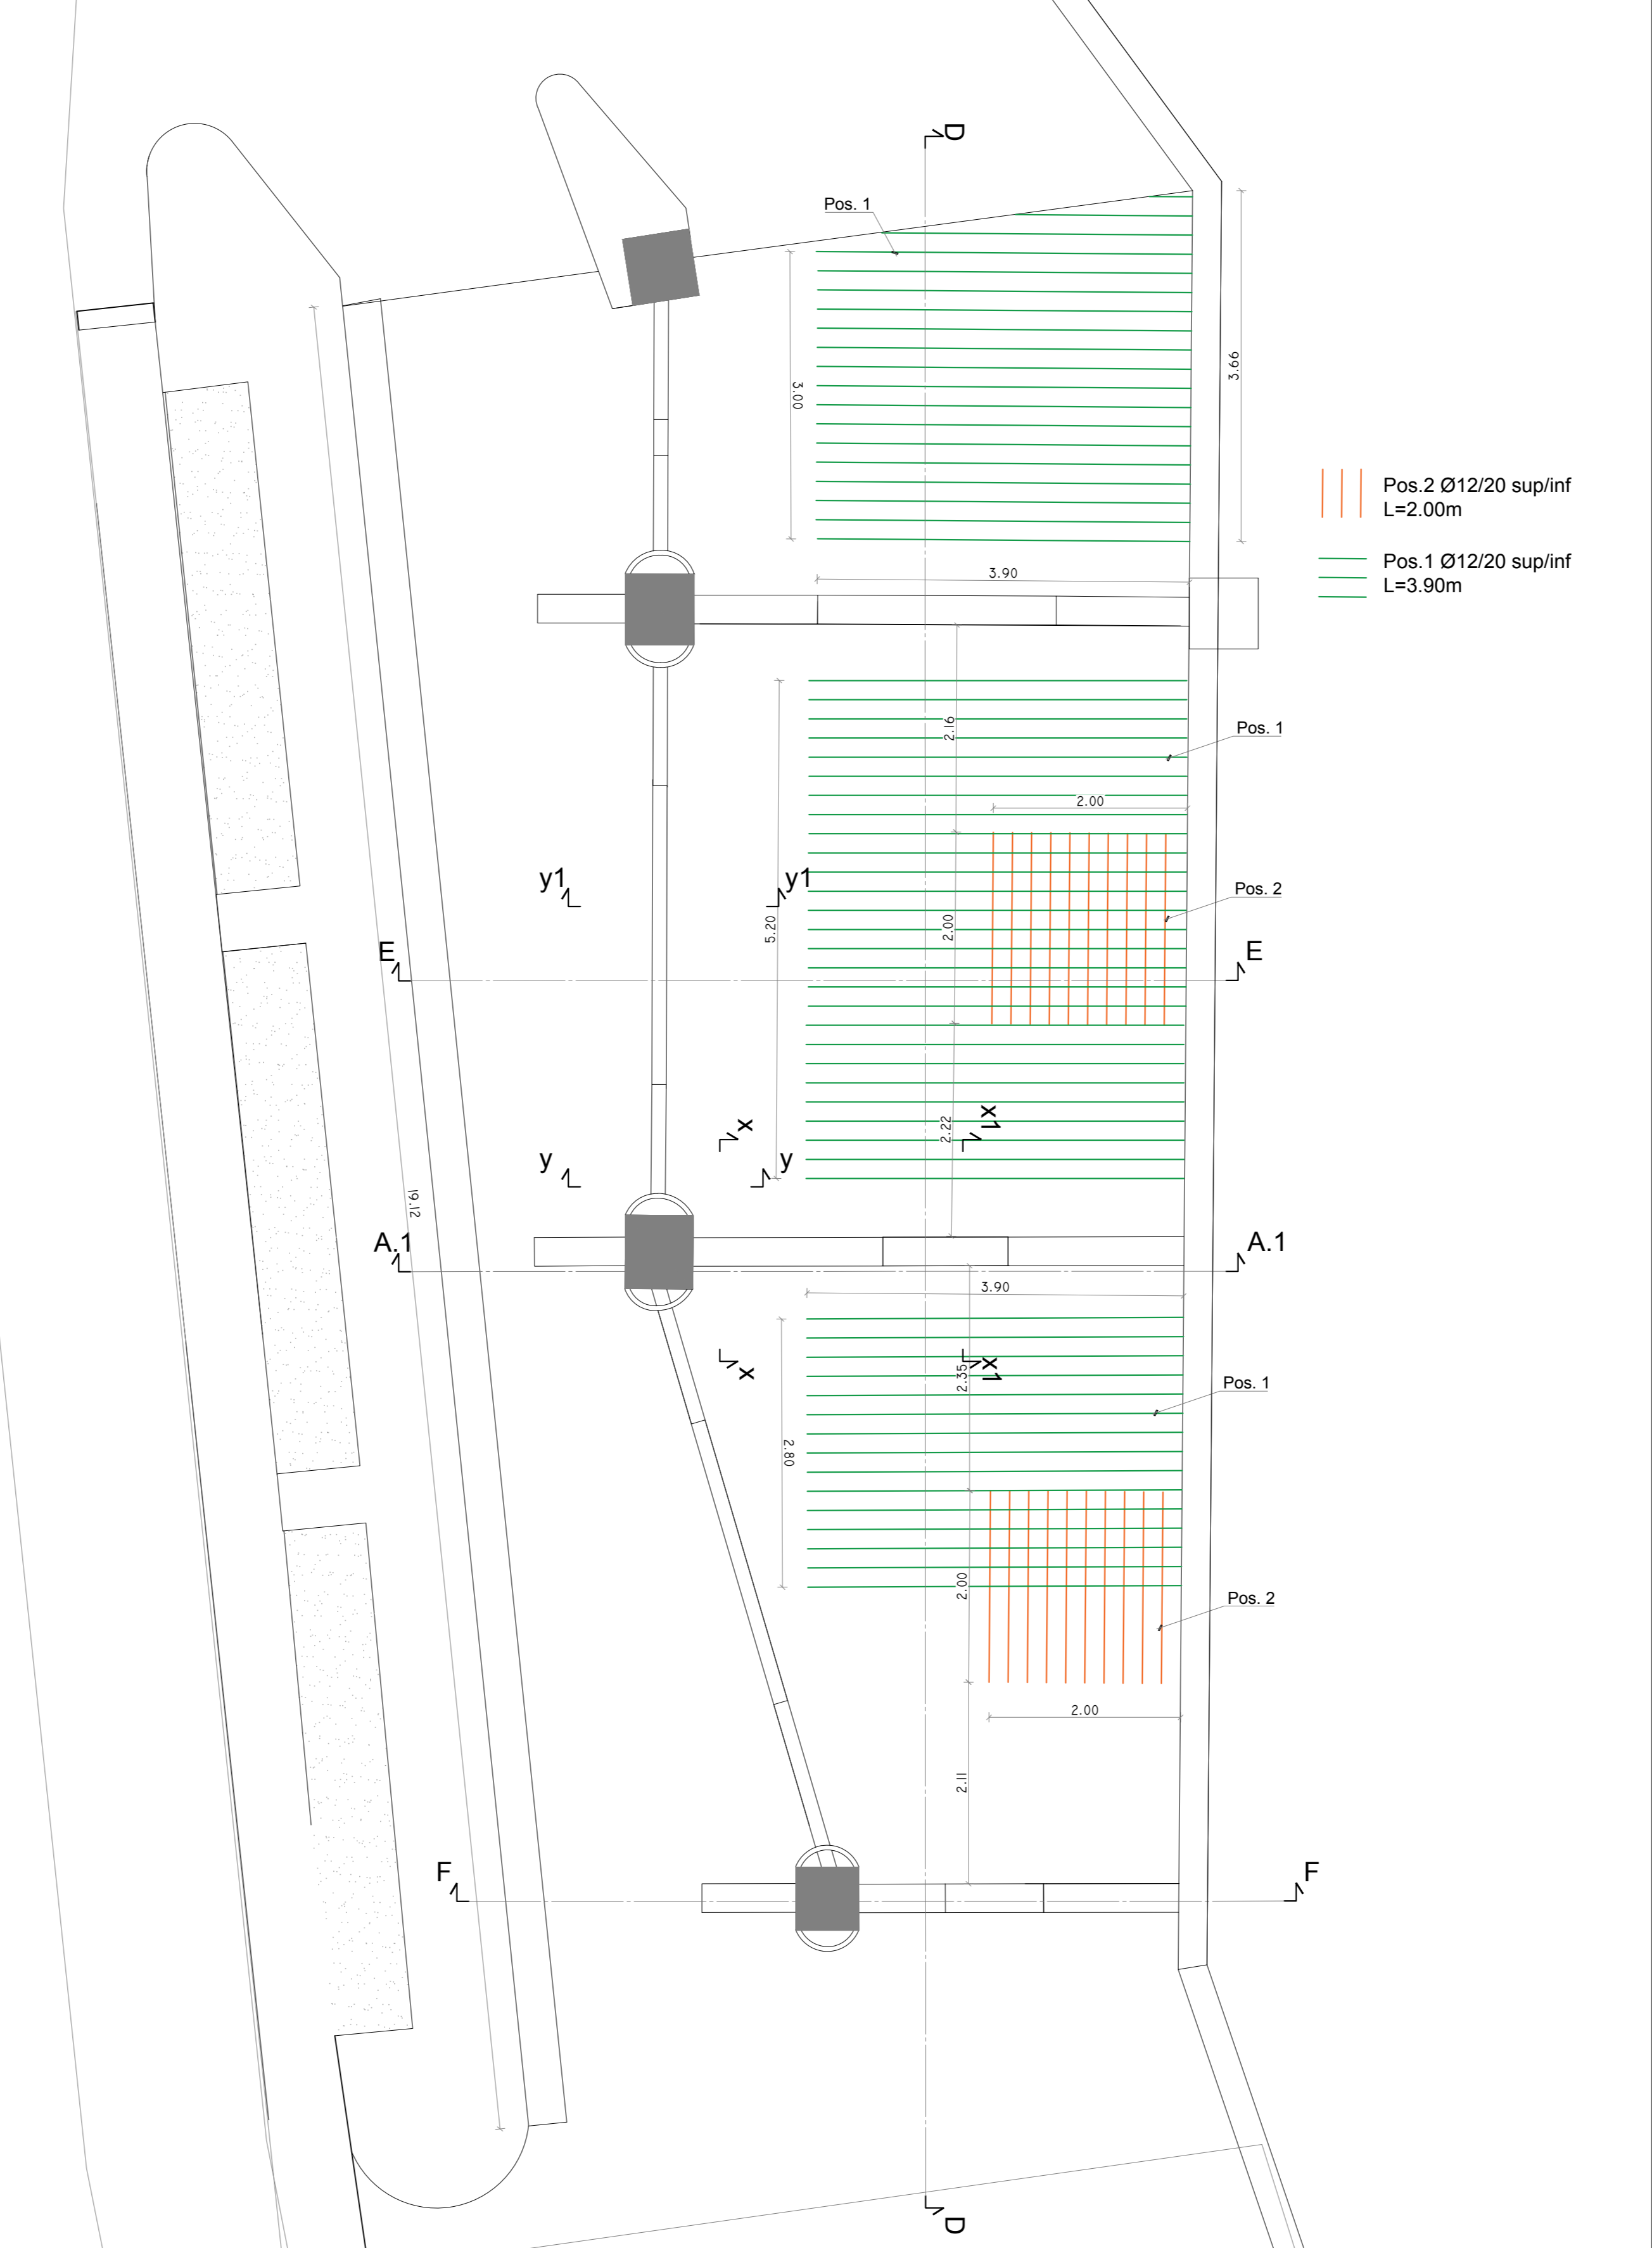 D
Pos. 1
3.66
3.00
Pos.2 Ø12/20 sup/inf
L=2.00m
Pos.1 Ø12/20 sup/inf
L=3.90m
3.90
2.16
Pos. 1
2.00
y1
y1
Pos. 2
5.20
2.00
E
E
x
x1
2.22
y
y
19.12
A.1
A.1
3.90
x
x1
2.35
Pos. 1
2.80
2.00
Pos. 2
2.00
2.11
F
F
D